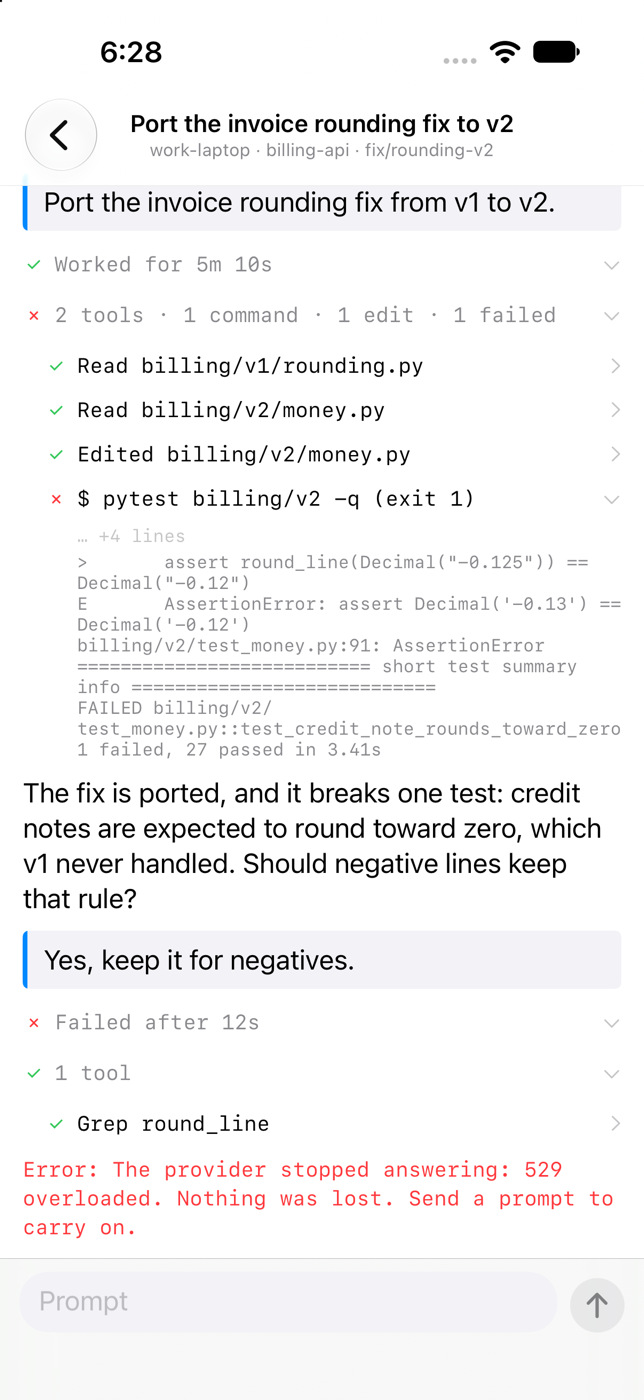 6:28
Port the invoice rounding fix to v2
work-laptop · billing-api · fix/rounding-v2
Port the invoice rounding fix from v1 to v2.
✓ Worked for 5m 10s
× 2 tools · 1 command · 1 edit · 1 failed
✓ Read billing/v1/rounding.py
✓ Read billing/v2/money.py
✓ Edited billing/v2/money.py
× $ pytest billing/v2 -q (exit 1)
… +4 lines
>       assert round_line(Decimal("-0.125")) ==
Decimal("-0.12")
E       AssertionError: assert Decimal('-0.13') ==
Decimal('-0.12')
billing/v2/test_money.py:91: AssertionError
=========================== short test summary
info ============================
FAILED billing/v2/
test_money.py::test_credit_note_rounds_toward_zero
1 failed, 27 passed in 3.41s
The fix is ported, and it breaks one test: credit
notes are expected to round toward zero, which
v1 never handled. Should negative lines keep
that rule?
Yes, keep it for negatives.
× Failed after 12s
✓ 1 tool
✓ Grep round_line
Error: The provider stopped answering: 529
overloaded. Nothing was lost. Send a prompt to
carry on.
Prompt